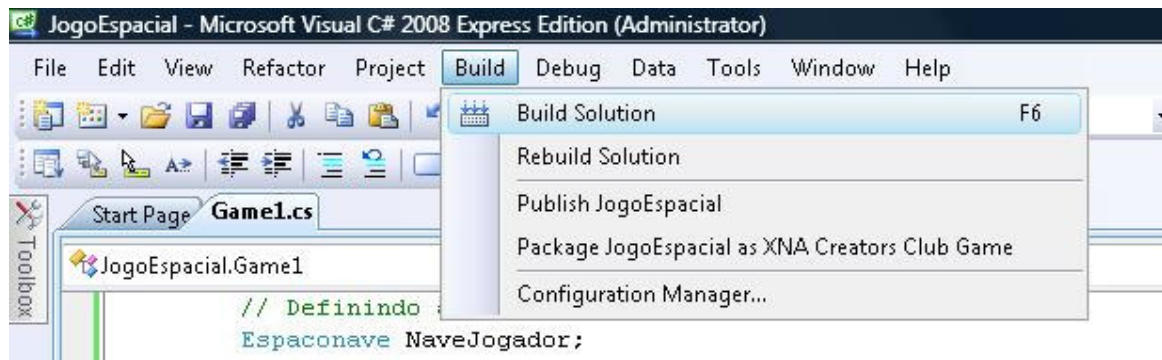 JogoEspacial - Microsoft Visual C# 2008 Express Edition (Administrator)
File Edit View Refactor Project Build Debug Data Tools Window Help
Build Solution F6
Rebuild Solution
Publish JogoEspacial
Package JogoEspacial as XNA Creators Club Game
Configuration Manager...
Toolbox
Start Page Game1.cs
JogoEspacial.Game1
// Definindo
Espaconave NaveJogador;